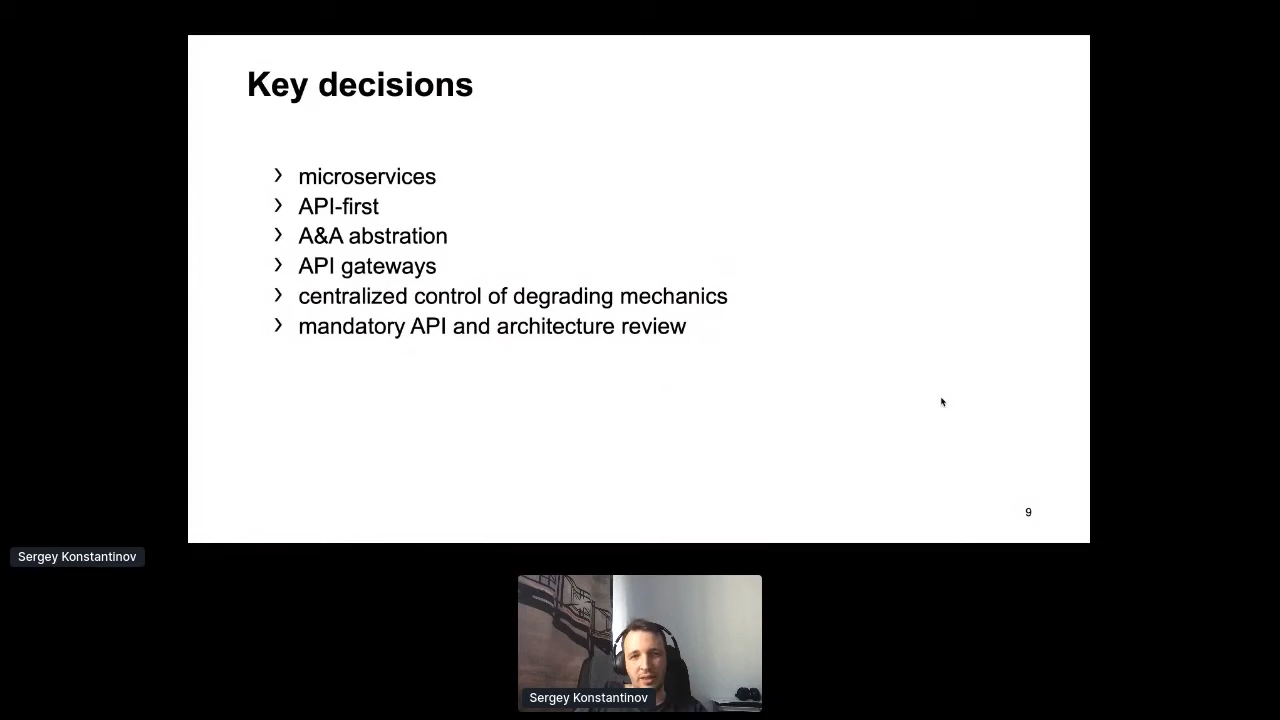 Key decisions
› microservices
› API-first
› A&A abstration
› API gateways
› centralized control of degrading mechanics
› mandatory API and architecture review
9
Sergey Konstantinov
Sergey Konstantinov